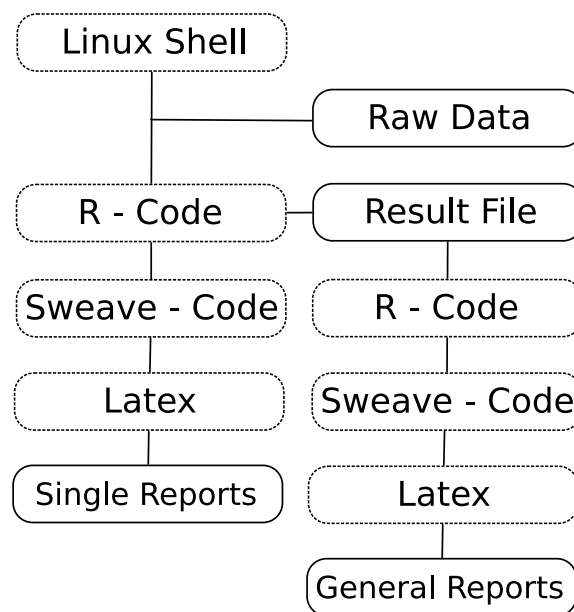 Linux Shell
Raw Data
R - Code
Result File
Sweave - Code
R - Code
Latex
Sweave - Code
Single Reports
Latex
General Reports